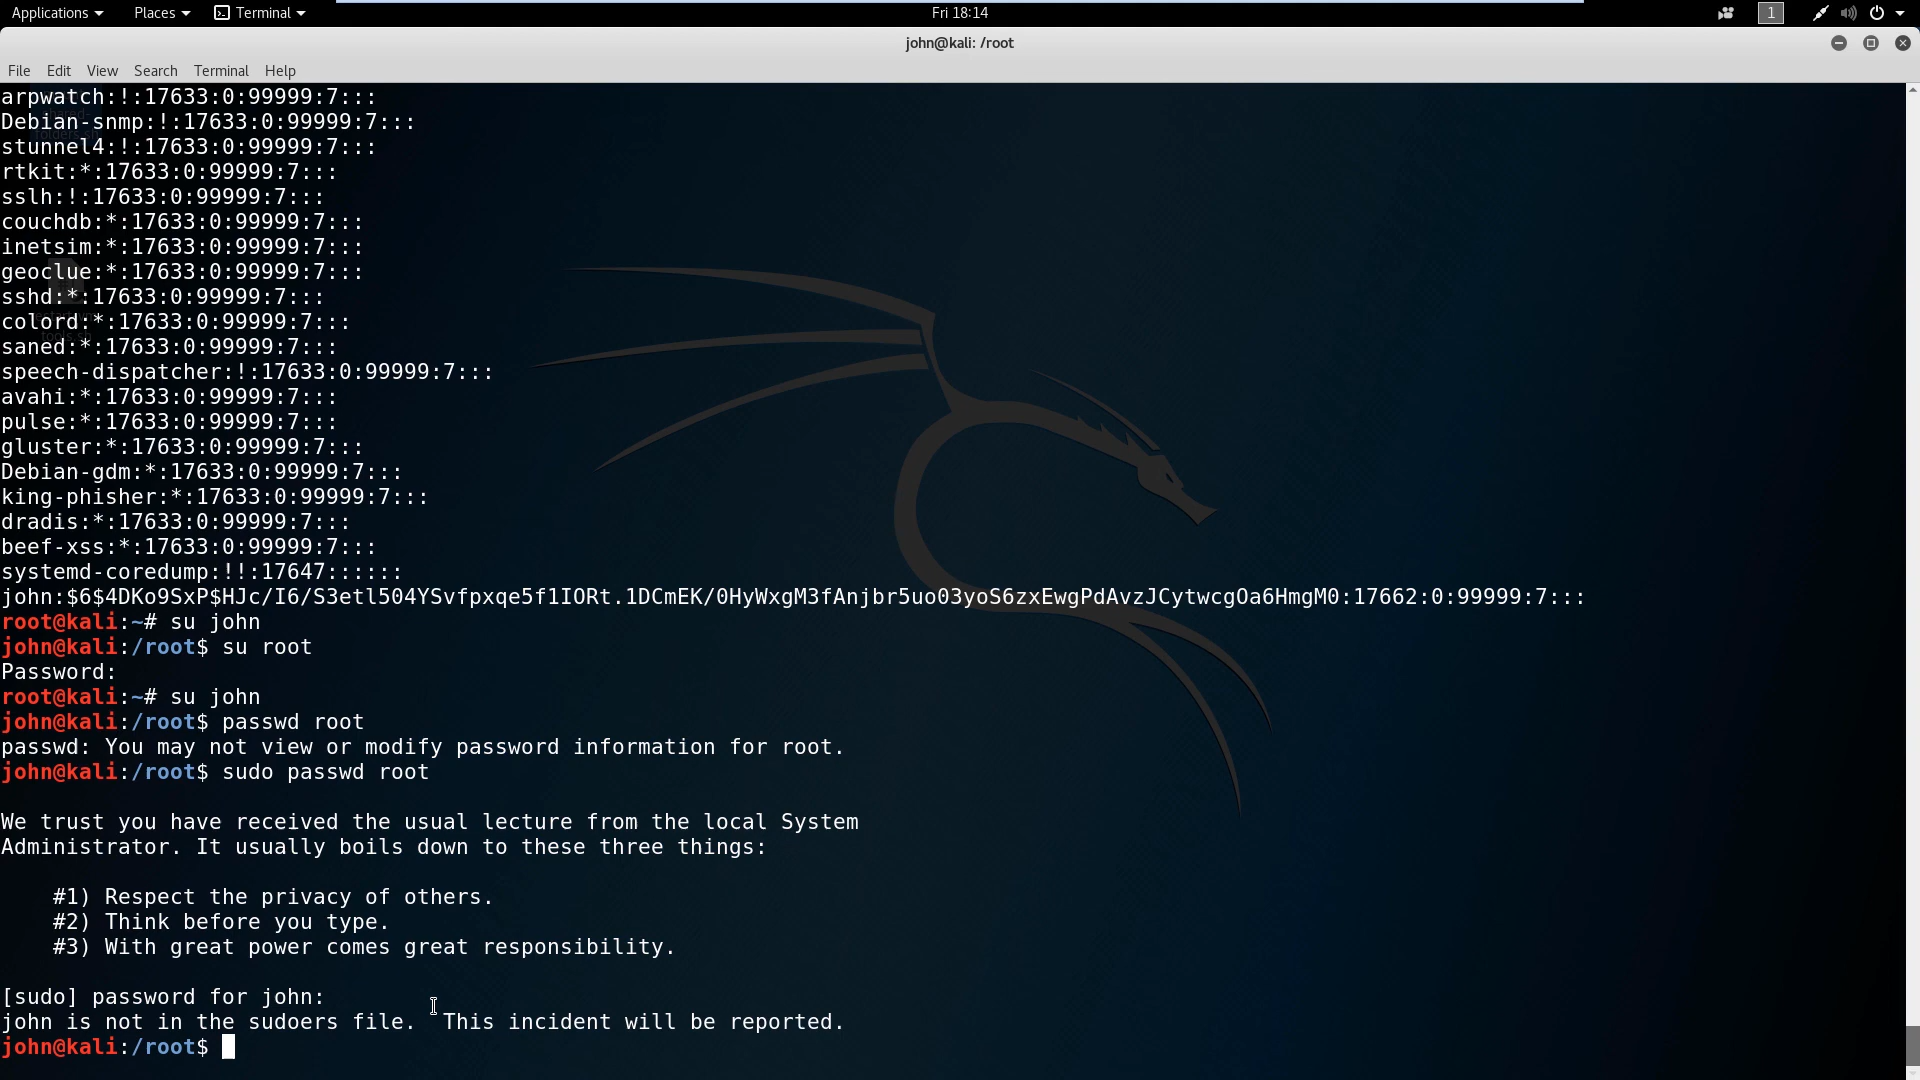 Applications Places Terminal Fri 18:14 1
john@kali: /root
File Edit View Search Terminal Help
arpwatch:!:17633:0:99999:7:::
Debian-snmp:!:17633:0:99999:7:::
stunnel4:!:17633:0:99999:7:::
rtkit:*:17633:0:99999:7:::
sslh:!:17633:0:99999:7:::
couchdb:*:17633:0:99999:7:::
inetsim:*:17633:0:99999:7:::
geoclue:*:17633:0:99999:7:::
sshd:*:17633:0:99999:7:::
colord:*:17633:0:99999:7:::
saned:*:17633:0:99999:7:::
speech-dispatcher:!:17633:0:99999:7:::
avahi:*:17633:0:99999:7:::
pulse:*:17633:0:99999:7:::
gluster:*:17633:0:99999:7:::
Debian-gdm:*:17633:0:99999:7:::
king-phisher:*:17633:0:99999:7:::
dradis:*:17633:0:99999:7:::
beef-xss:*:17633:0:99999:7:::
systemd-coredump:!!:17647::::::
john:$6$4DKo9SxP$HJc/I6/S3etl504YSvfpxqe5f1IORt.1DCmEK/0HyWxgM3fAnjbr5uo03yoS6zxEwgPdAvzJCytwcgOa6HmgM0:17662:0:99999:7:::
root@kali:~# su john
john@kali:/root$ su root
Password:
root@kali:~# su john
john@kali:/root$ passwd root
passwd: You may not view or modify password information for root.
john@kali:/root$ sudo passwd root
We trust you have received the usual lecture from the local System
Administrator. It usually boils down to these three things:
#1) Respect the privacy of others.
#2) Think before you type.
#3) With great power comes great responsibility.
[sudo] password for john:
john is not in the sudoers file.  This incident will be reported.
john@kali:/root$